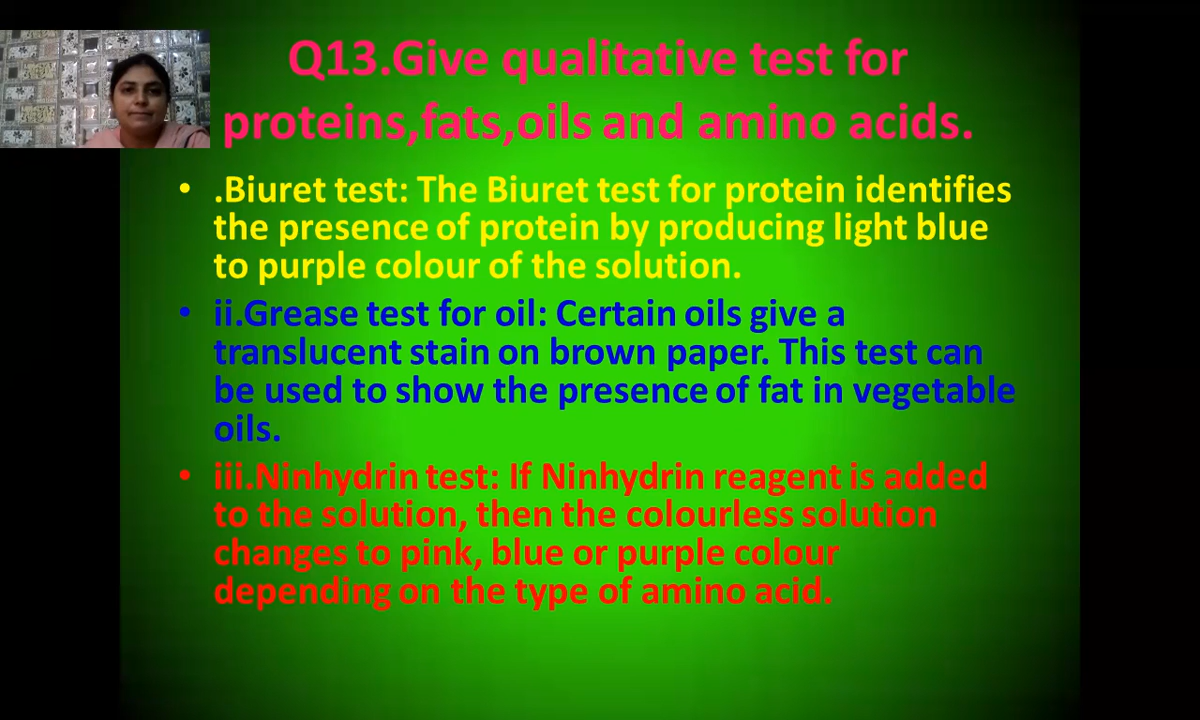 Q13.Give qualitative test for
proteins,fats,oils and amino acids.
• .Biuret test: The Biuret test for protein identifies
the presence of protein by producing light blue
to purple colour of the solution.
• ii.Grease test for oil: Certain oils give a
translucent stain on brown paper. This test can
be used to show the presence of fat in vegetable
oils.
• iii.Ninhydrin test: If Ninhydrin reagent is added
to the solution, then the colourless solution
changes to pink, blue or purple colour
depending on the type of amino acid.